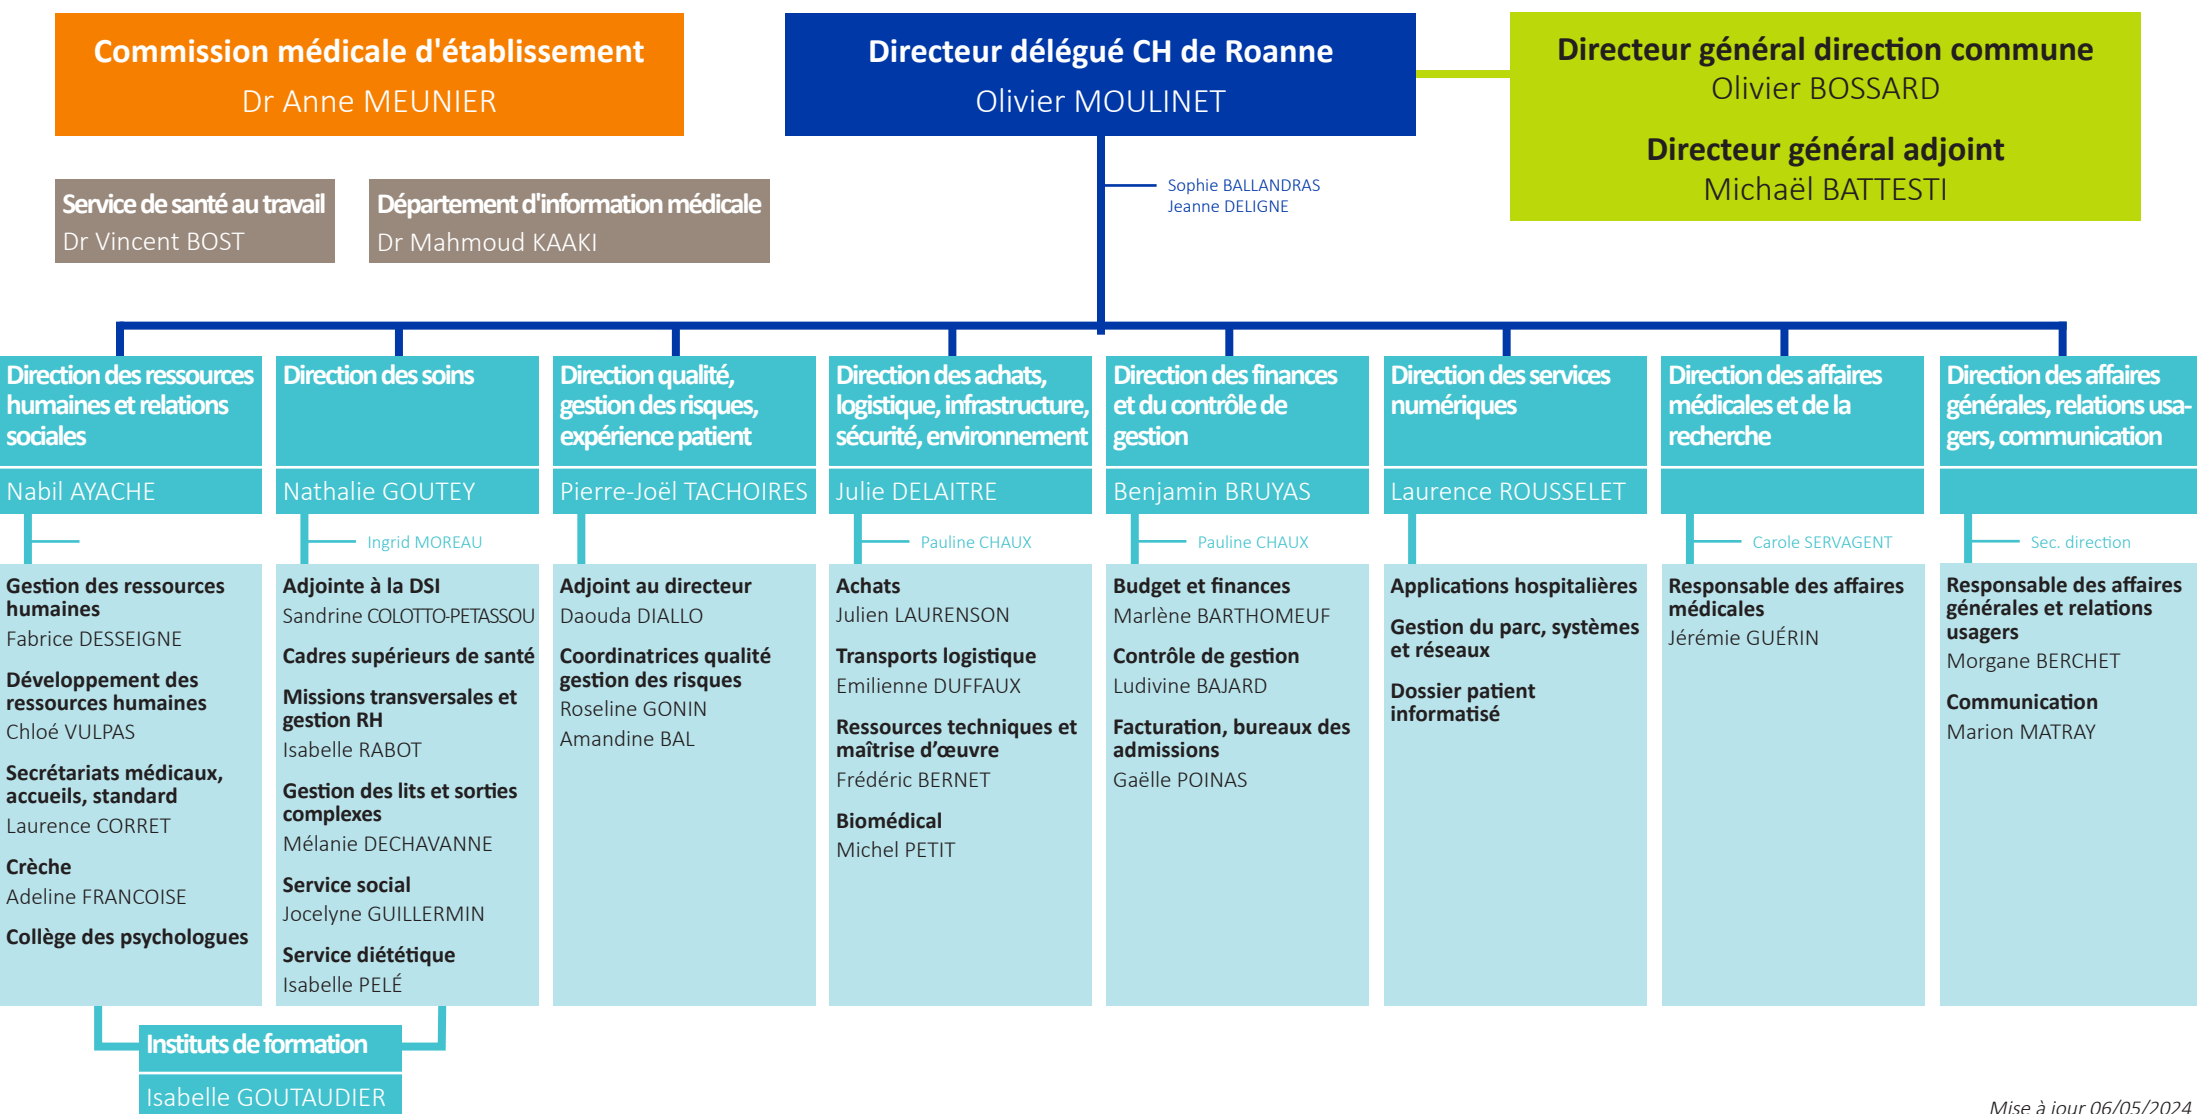 Commission médicale d'établissement
Dr Anne MEUNIER
Directeur délégué CH de Roanne
Olivier MOULINET
Directeur général direction commune
Olivier BOSSARD
Directeur général adjoint
Michaël BATTESTI
Service de santé au travail
Dr Vincent BOST
Département d'information médicale
Dr Mahmoud KAAKI
Sophie BALLANDRAS
Jeanne DELIGNE
Direction des ressources
humaines et relations
sociales
Nabil AYACHE
Gestion des ressources
humaines
Fabrice DESSEIGNE
Développement des
ressources humaines
Chloé VULPAS
Secrétariats médicaux,
accueils, standard
Laurence CORRET
Crèche
Adeline FRANCOISE
Collège des psychologues
Direction des soins
Nathalie GOUTEY
Ingrid MOREAU
Adjointe à la DSI
Sandrine COLOTTO-PETASSOU
Cadres supérieurs de santé
Missions transversales et
gestion RH
Isabelle RABOT
Gestion des lits et sorties
complexes
Mélanie DECHAVANNE
Service social
Jocelyne GUILLERMIN
Service diététique
Isabelle PELÉ
Instituts de formation
Isabelle GOUTAUDIER
Direction qualité,
gestion des risques,
expérience patient
Pierre-Joël TACHOIRES
Adjoint au directeur
Daouda DIALLO
Coordinatrices qualité
gestion des risques
Roseline GONIN
Amandine BAL
Direction des achats,
logistique, infrastructure,
sécurité, environnement
Julie DELAITRE
Pauline CHAUX
Achats
Julien LAURENSON
Transports logistique
Emilienne DUFFAUX
Ressources techniques et
maîtrise d’œuvre
Frédéric BERNET
Biomédical
Michel PETIT
Direction des finances
et du contrôle de
gestion
Benjamin BRUYAS
Pauline CHAUX
Budget et finances
Marlène BARTHOMEUF
Contrôle de gestion
Ludivine BAJARD
Facturation, bureaux des
admissions
Gaëlle POINAS
Direction des services
numériques
Laurence ROUSSELET
Applications hospitalières
Gestion du parc, systèmes
et réseaux
Dossier patient
informatisé
Direction des affaires
médicales et de la
recherche
Carole SERVAGENT
Responsable des affaires
médicales
Jérémie GUÉRIN
Direction des affaires
générales, relations usa-
gers, communication
Sec. direction
Responsable des affaires
générales et relations
usagers
Morgane BERCHET
Communication
Marion MATRAY
Mise à jour 06/05/2024